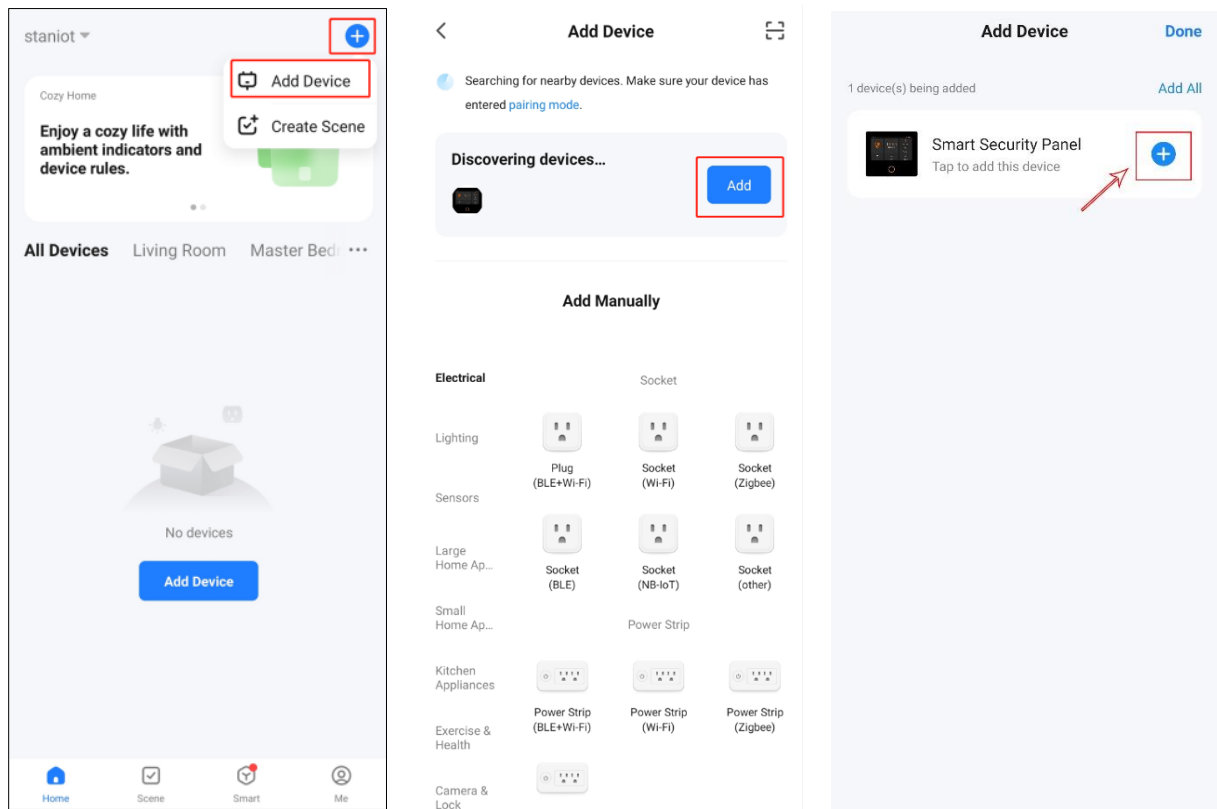 staniot
Add Device
Create Scene
Cozy Home
Enjoy a cozy life with
ambient indicators and
device rules.
All Devices
Living Room
Master Bed
No devices
Add Device
Home
Scene
Smart
Me
Add Device
Searching for nearby devices. Make sure your device has
entered pairing mode.
Discovering devices...
Add
Add Manually
Electrical
Lighting
Sensors
Large
Home Ap...
Small
Home Ap...
Kitchen
Appliances
Exercise &
Health
Camera &
Lock
Socket
Plug
(BLE+Wi-Fi)
Socket
(Wi-Fi)
Socket
(Zigbee)
Socket
(BLE)
Socket
(NB-IoT)
Socket
(other)
Power Strip
Power Strip
(BLE+Wi-Fi)
Power Strip
(Wi-Fi)
Power Strip
(Zigbee)
Add Device
Done
1 device(s) being added
Add All
Smart Security Panel
Tap to add this device